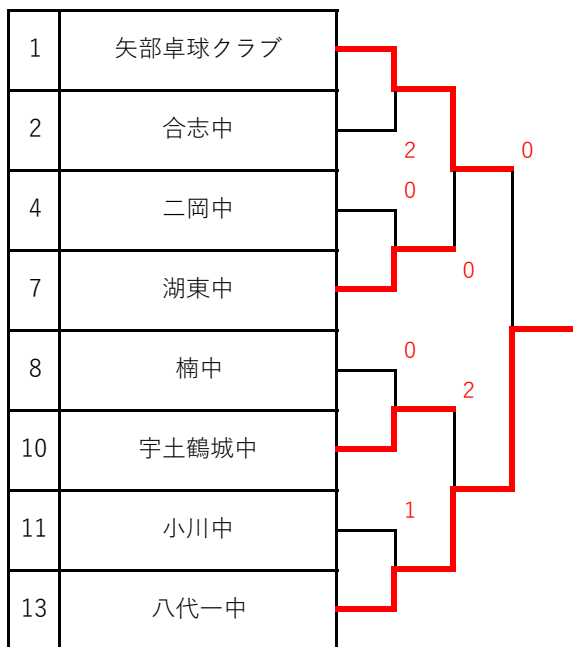 1 矢部卓球クラブ
2 合志中
2
0
4 二岡中
0
7 湖東中
0
8 楠中
0
2
10 宇土鶴城中
11 小川中
1
13 八代一中